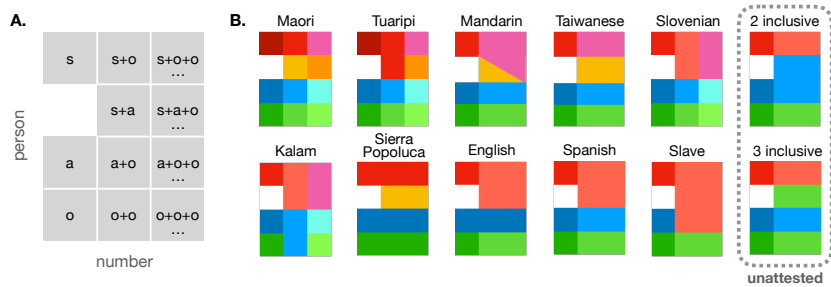 A.
person
s s+o s+o+o
...
s+a s+a+o
...
a a+o a+o+o
...
o o+o o+o+o
...
number
B.
Maori Tuaripi Mandarin Taiwanese Slovenian 2 inclusive
Kalam Sierra
Popoluca English Spanish Slave 3 inclusive
unattested